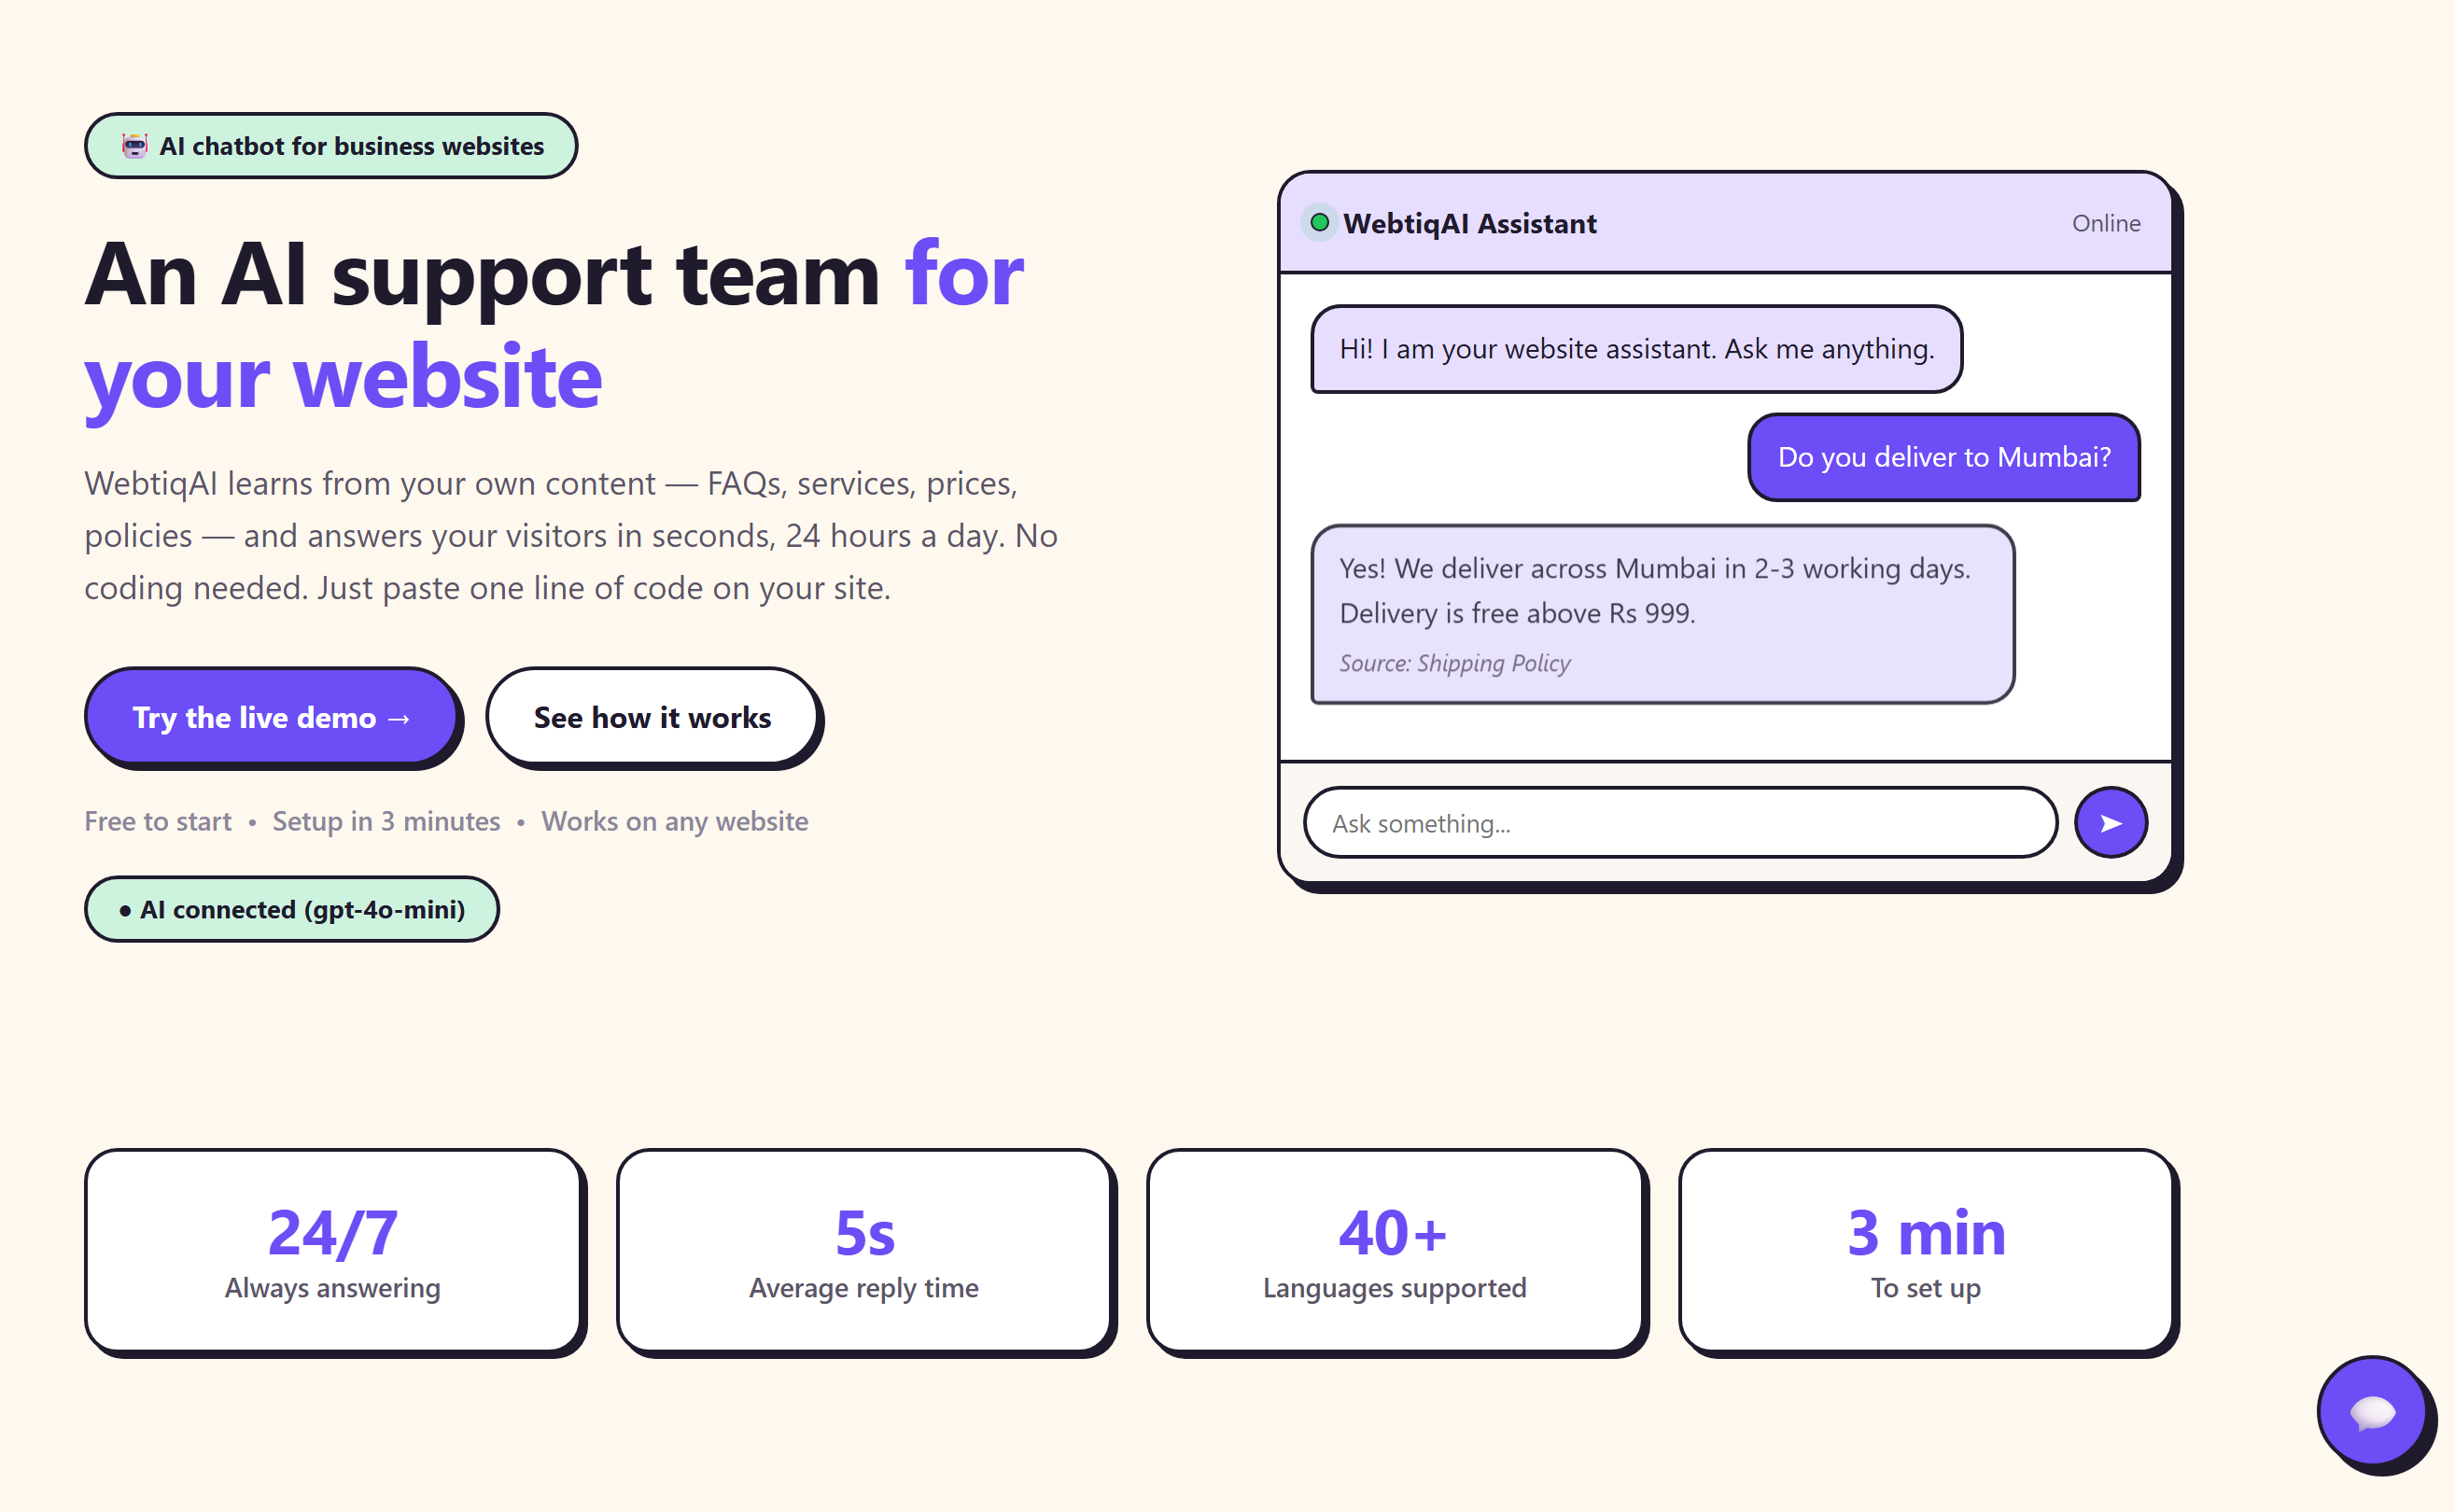 🤖 AI chatbot for business websites
An AI support team for
your website
WebtiqAI learns from your own content — FAQs, services, prices,
policies — and answers your visitors in seconds, 24 hours a day. No
coding needed. Just paste one line of code on your site.
Try the live demo →
See how it works
Free to start • Setup in 3 minutes • Works on any website
● AI connected (gpt-4o-mini)
WebtiqAI Assistant
Online
Hi! I am your website assistant. Ask me anything.
Do you deliver to Mumbai?
Yes! We deliver across Mumbai in 2-3 working days.
Delivery is free above Rs 999.
Source: Shipping Policy
Ask something...
24/7
Always answering
5s
Average reply time
40+
Languages supported
3 min
To set up